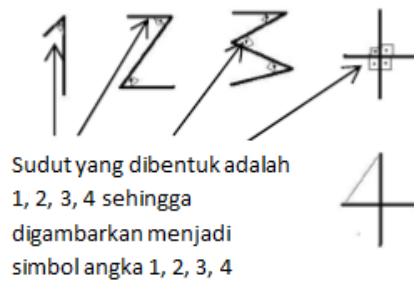 Sudut yang dibentuk adalah
1, 2, 3, 4 sehingga
digambarkan menjadi
simbol angka 1, 2, 3, 4